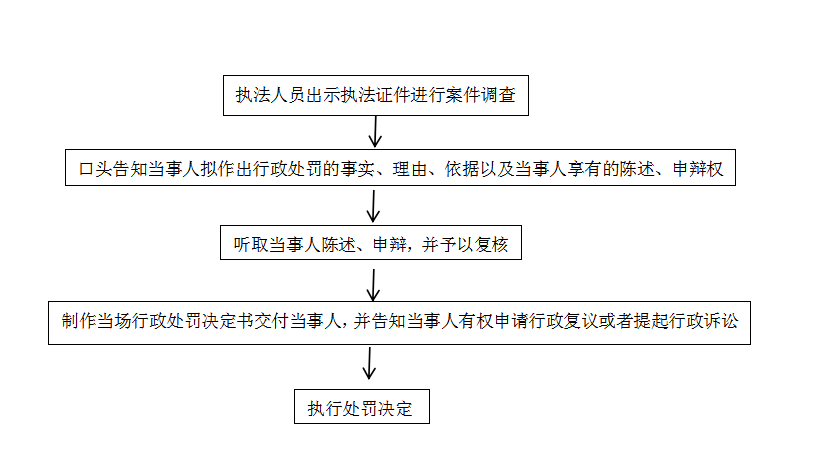 执法人员出示执法证件进行案件调查
口头告知当事人拟作出行政处罚的事实、理由、依据以及当事人享有的陈述、申辩权
听取当事人陈述、申辩，并予以复核
制作当场行政处罚决定书交付当事人，并告知当事人有权申请行政复议或者提起行政诉讼
执行处罚决定